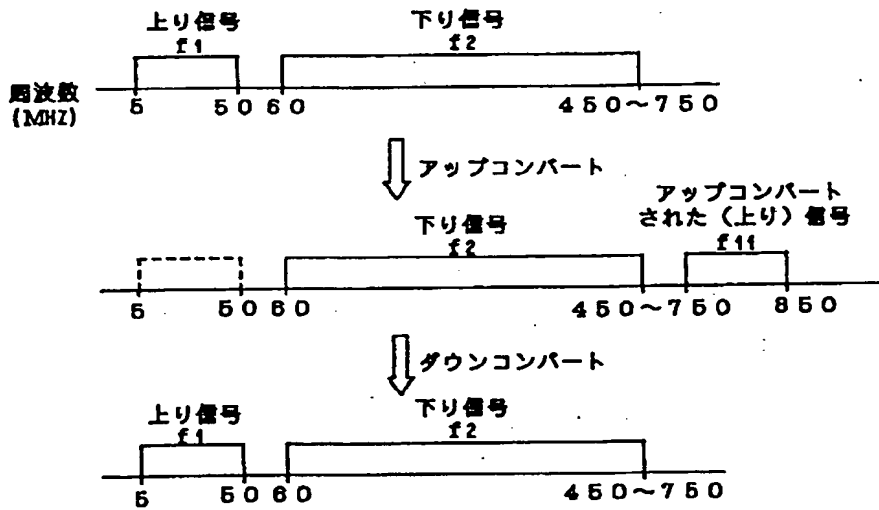 上り信号
f1
下り信号
f2
周波数
(MHZ)
5
50
60
450～750
アップコンバート
アップコンバート
された（上り）信号
f11
下り信号
f2
5
50
60
450～750
850
ダウンコンバート
上り信号
f1
下り信号
f2
5
50
60
450～750